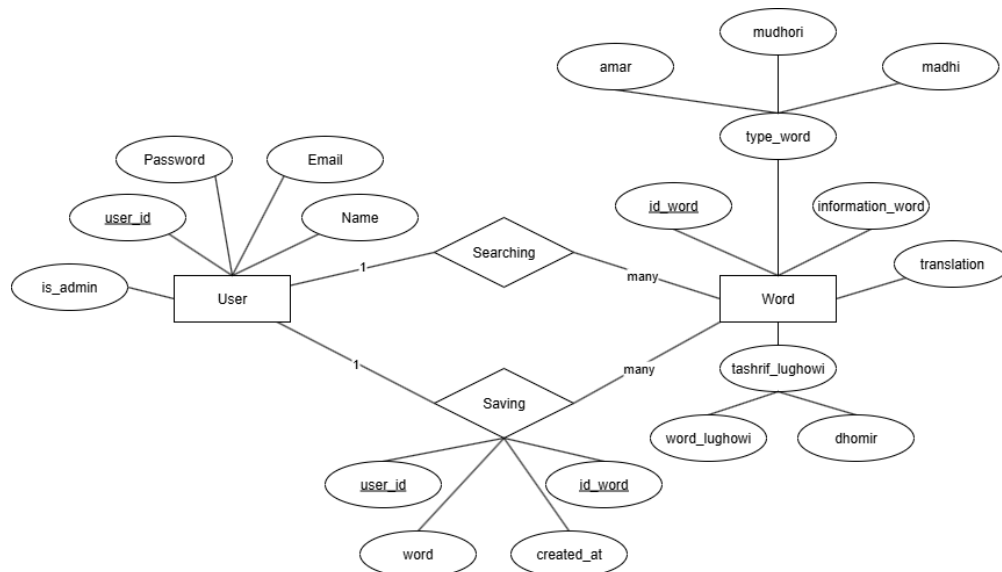 mudhori
amar
madhi
type_word
Password
Email
id_word
information_word
user_id
Name
Searching
translation
1
many
is_admin
User
Word
1
many
tashrif_lughowi
Saving
word_lughowi
dhomir
user_id
id_word
word
created_at